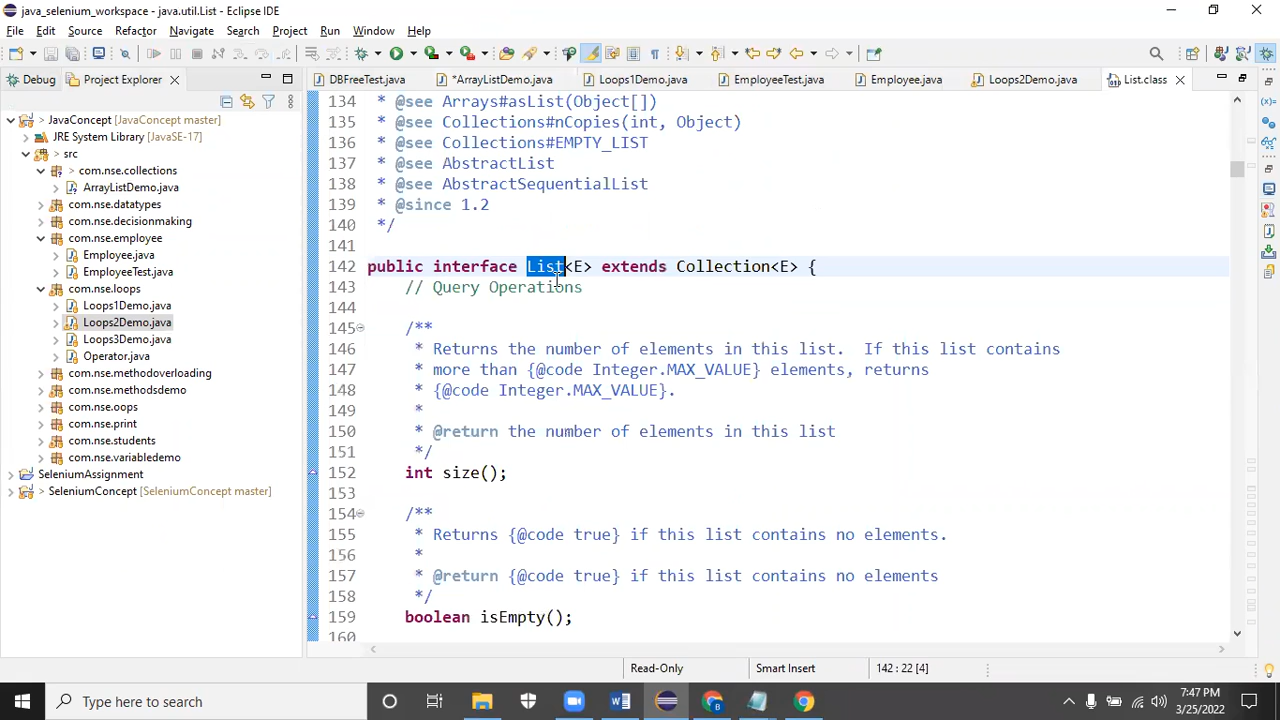 java_selenium_workspace - java.util.List - Eclipse IDE
File Edit Source Refactor Navigate Search Project Run Window Help
Debug Project Explorer
DBFreeTest.java *ArrayListDemo.java Loops1Demo.java EmployeeTest.java Employee.java Loops2Demo.java List.class
JavaConcept [JavaConcept master]
JRE System Library [JavaSE-17]
src
> com.nse.collections
ArrayListDemo.java
com.nse.datatypes
com.nse.decisionmaking
com.nse.employee
Employee.java
EmployeeTest.java
com.nse.loops
Loops1Demo.java
Loops2Demo.java
Loops3Demo.java
Operator.java
com.nse.methodoverloading
com.nse.methodsdemo
com.nse.oops
com.nse.print
com.nse.students
com.nse.variabledemo
SeleniumAssignment
SeleniumConcept [SeleniumConcept master]
134 * @see Arrays#asList(Object[])
135 * @see Collections#nCopies(int, Object)
136 * @see Collections#EMPTY_LIST
137 * @see AbstractList
138 * @see AbstractSequentialList
139 * @since 1.2
140 */
141
142 public interface List<E> extends Collection<E> {
143 // Query Operations
144
145 /**
146 * Returns the number of elements in this list.  If this list contains
147 * more than {@code Integer.MAX_VALUE} elements, returns
148 * {@code Integer.MAX_VALUE}.
149 *
150 * @return the number of elements in this list
151 */
152 int size();
153
154 /**
155 * Returns {@code true} if this list contains no elements.
156 *
157 * @return {@code true} if this list contains no elements
158 */
159 boolean isEmpty();
160
Read-Only Smart Insert 142 : 22 [4]
Type here to search
7:47 PM
3/25/2022